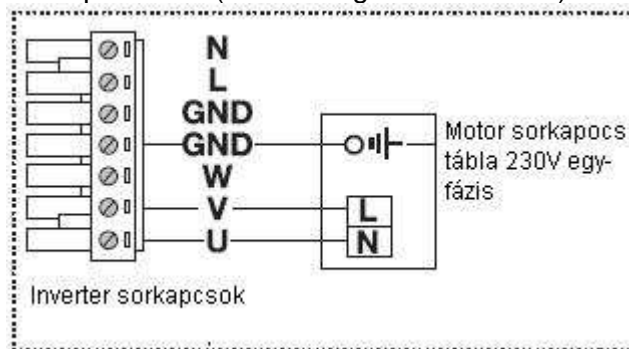 N
L
GND
GND
W
V
U
L
N
Motor sorkapocs
tábla 230V egy-
fázis
Inverter sorkapcsok